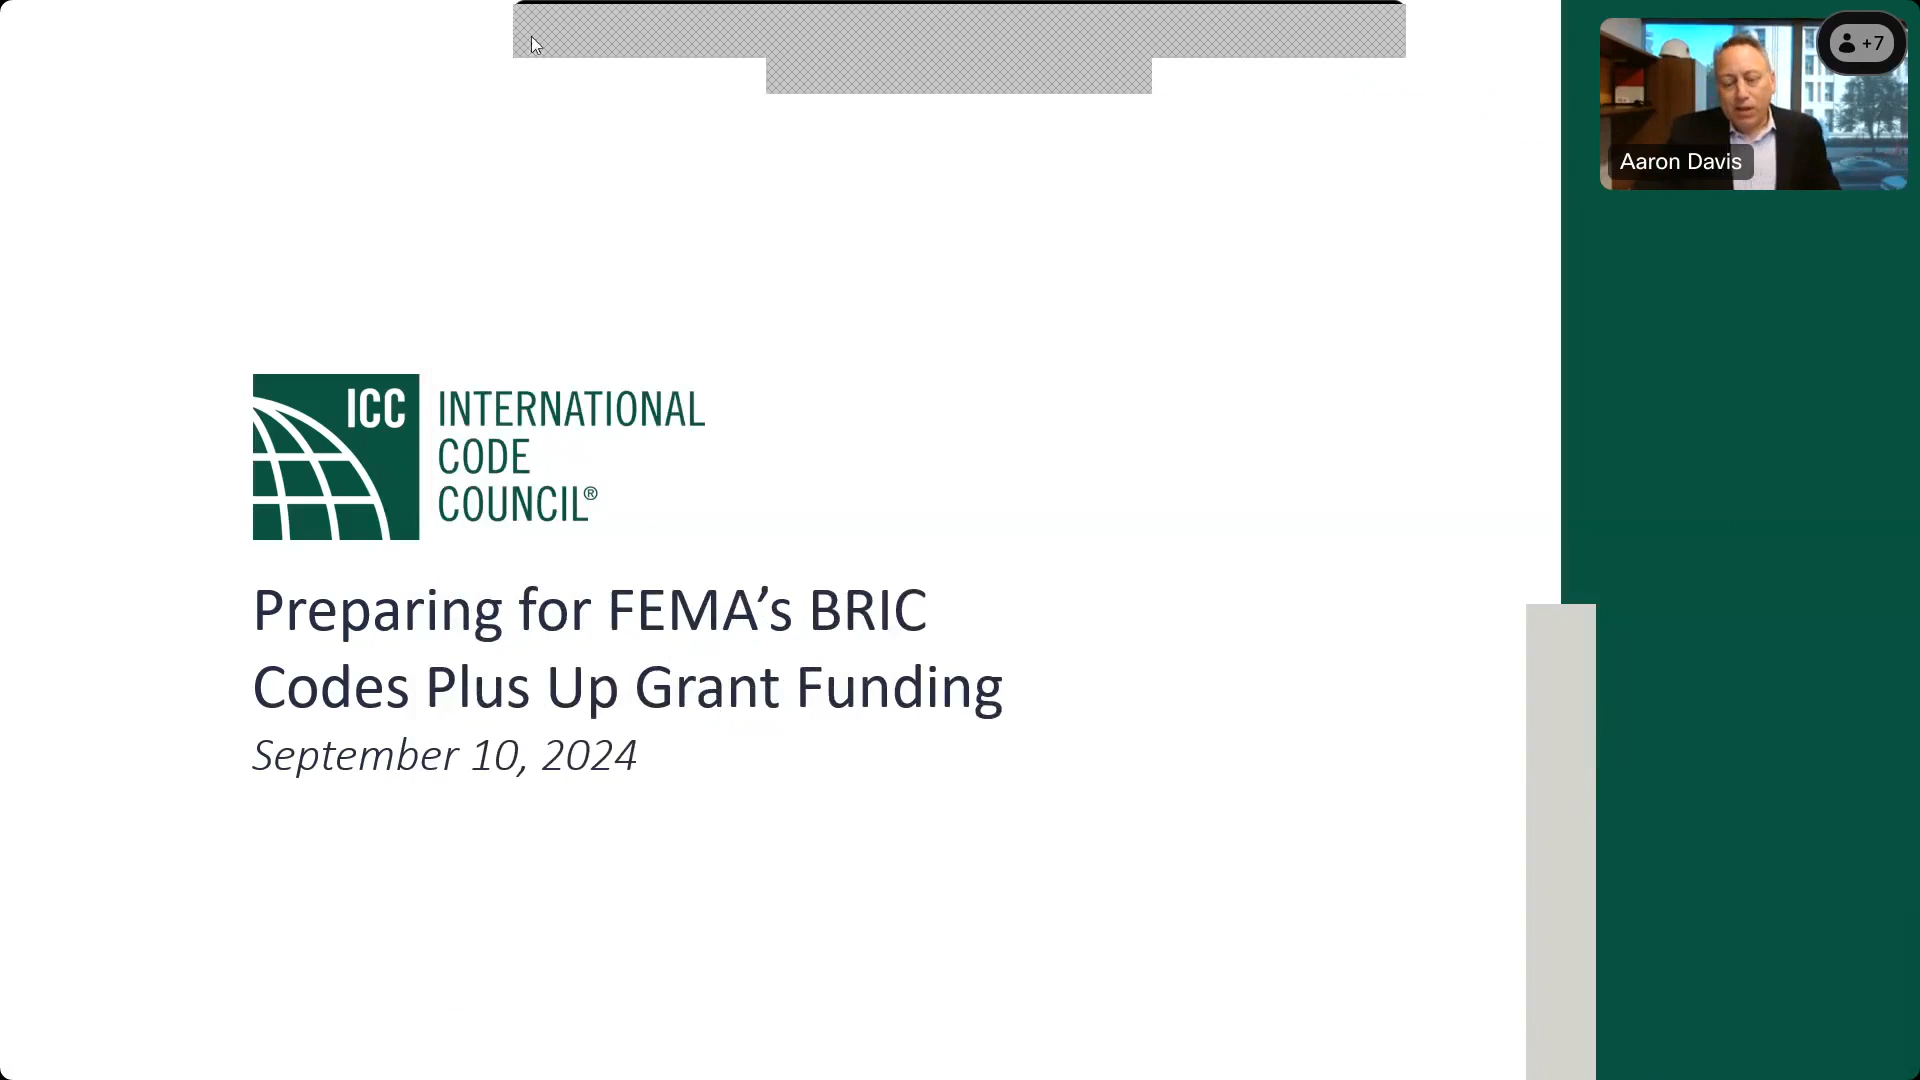 +7
Aaron Davis
ICC
INTERNATIONAL
CODE
COUNCIL®
Preparing for FEMA’s BRIC
Codes Plus Up Grant Funding
September 10, 2024